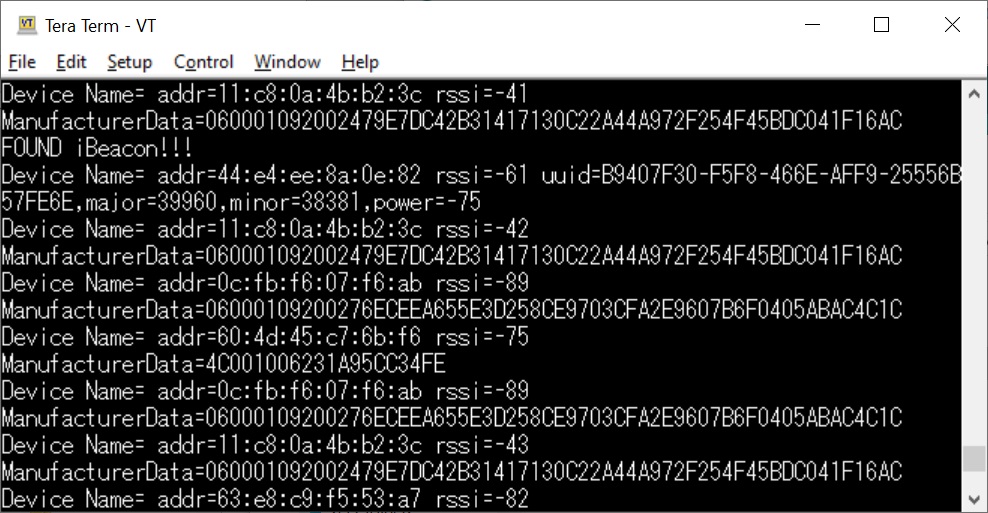 Tera Term - VT
File Edit Setup Control Window Help
Device Name= addr=11:c8:0a:4b:b2:3c rssi=-41
ManufacturerData=0600010920024​79E7DC42B31417130C22A44A972F254F45BDC041F16AC
FOUND iBeacon!!!
Device Name= addr=44:e4:ee:8a:0e:82 rssi=-61 uuid=B9407F30-F5F8-466E-AFF9-25556B
57FE6E,major=39960,minor=38381,power=-75
Device Name= addr=11:c8:0a:4b:b2:3c rssi=-42
ManufacturerData=060001092002479E7DC42B31417130C22A44A972F254F45BDC041F16AC
Device Name= addr=0c:fb:f6:07:f6:ab rssi=-89
ManufacturerData=06000109200276ECEEA655E3D258CE9703CFA2E9607B6F0405ABAC4C1C
Device Name= addr=60:4d:45:c7:6b:f6 rssi=-75
ManufacturerData=4C001006231A95CC34FE
Device Name= addr=0c:fb:f6:07:f6:ab rssi=-89
ManufacturerData=06000109200276ECEEA655E3D258CE9703CFA2E9607B6F0405ABAC4C1C
Device Name= addr=11:c8:0a:4b:b2:3c rssi=-43
ManufacturerData=060001092002479E7DC42B31417130C22A44A972F254F45BDC041F16AC
Device Name= addr=63:e8:c9:f5:53:a7 rssi=-82